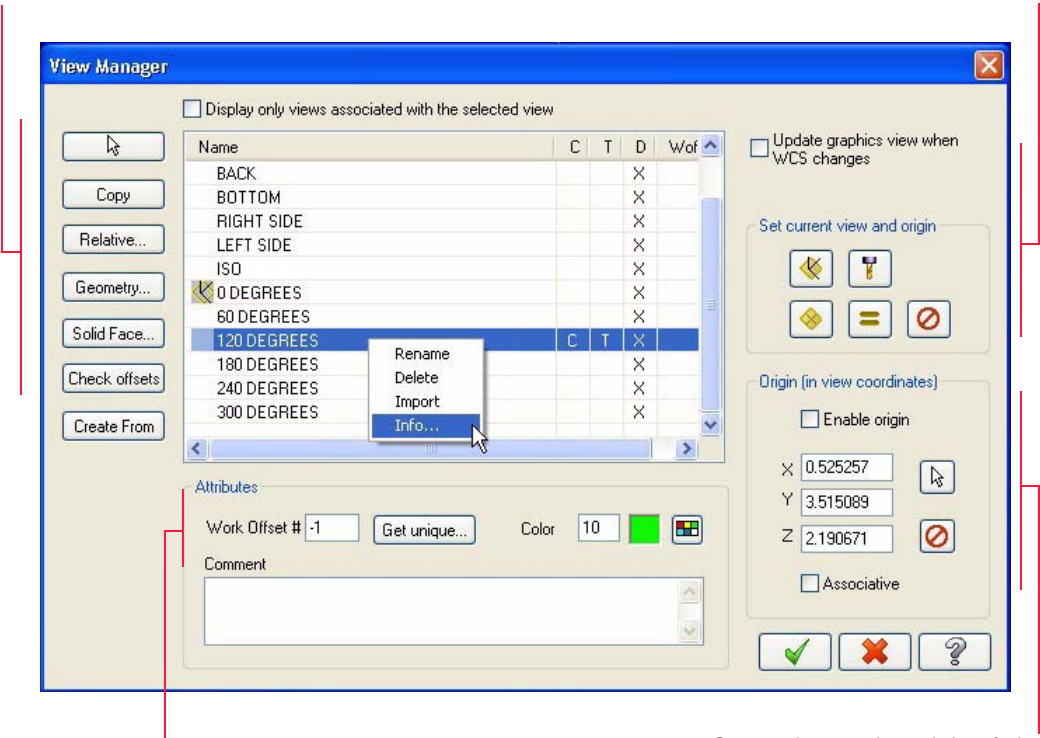 View Manager
Display only views associated with the selected view
Name C T D Wof
BACK X
BOTTOM X
RIGHT SIDE X
LEFT SIDE X
ISO X
0 DEGREES X
60 DEGREES X
120 DEGREES C T X
180 DEGREES X
240 DEGREES X
300 DEGREES X
Rename
Delete
Import
Info...
Copy
Relative...
Geometry...
Solid Face...
Check offsets
Create From
Attributes
Work Offset # -1 Get unique... Color 10
Comment
Update graphics view when
WCS changes
Set current view and origin
Origin (in view coordinates)
Enable origin
X 0.525257
Y 3.515089
Z 2.190671
Associative